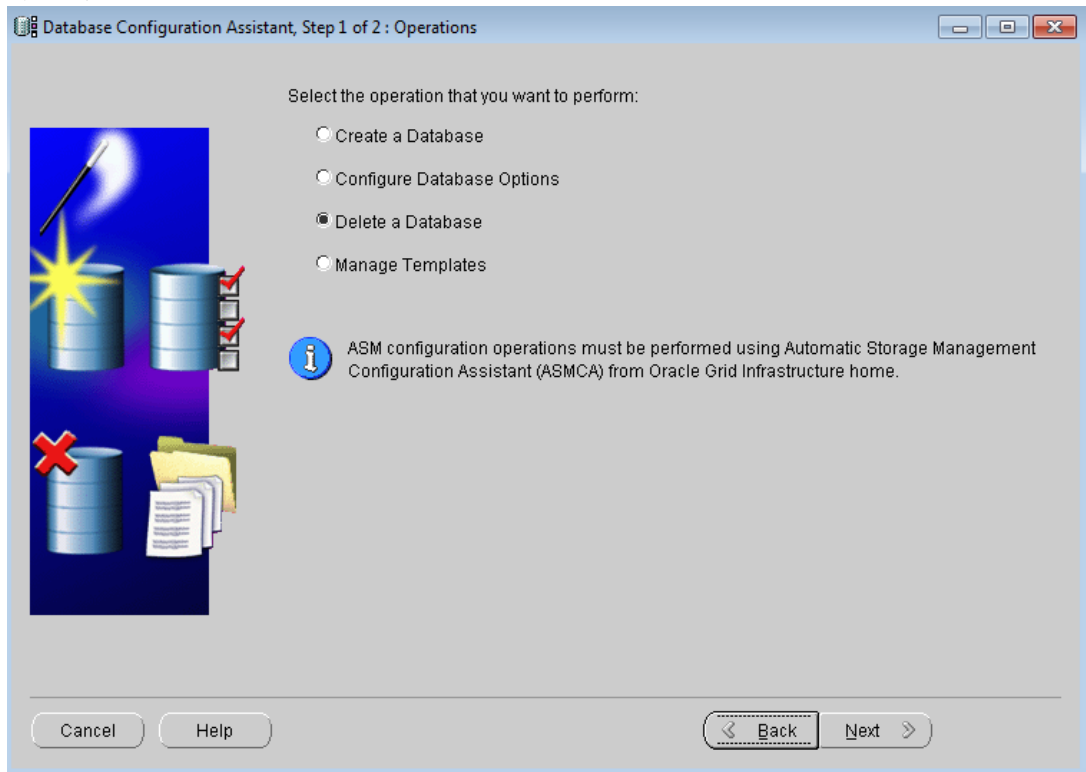 Database Configuration Assistant, Step 1 of 2 : Operations
Select the operation that you want to perform:
Create a Database
Configure Database Options
Delete a Database
Manage Templates
ASM configuration operations must be performed using Automatic Storage Management
Configuration Assistant (ASMCA) from Oracle Grid Infrastructure home.
Cancel Help Back Next